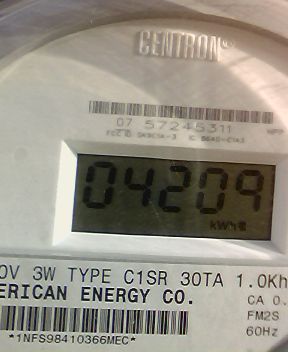 CENTRON®
07 57245311
04209
kWh
0V 3W TYPE C1SR 30TA 1.0Kh
ERICAN ENERGY CO.
CA 0.
FM2S
*1NFS98410366MEC*
60Hz